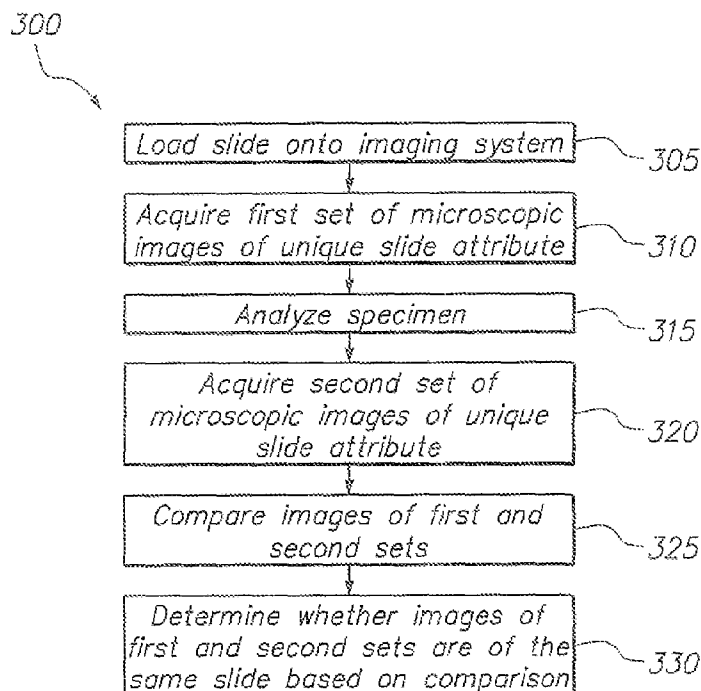 300
Load slide onto imaging system
305
Acquire first set of microscopic
images of unique slide attribute
310
Analyze specimen
315
Acquire second set of
microscopic images of unique
slide attribute
320
Compare images of first and
second sets
325
Determine whether images of
first and second sets are of the
same slide based on comparison
330